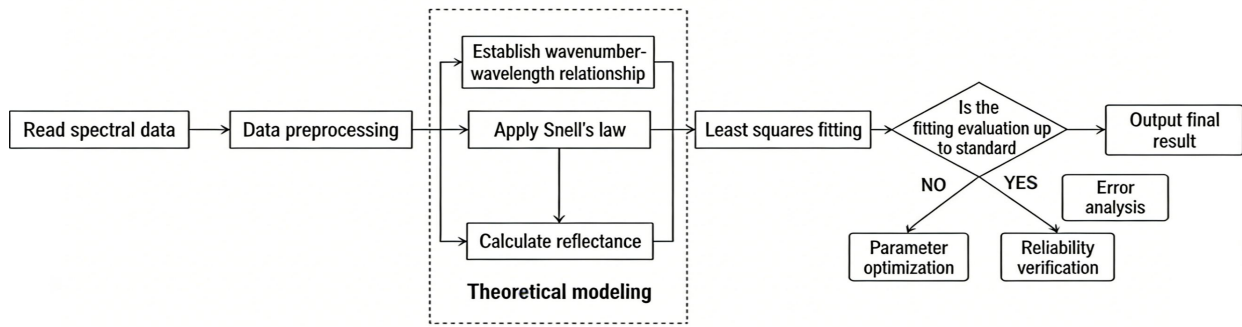 Read spectral data
Data preprocessing
Establish wavenumber-
wavelength relationship
Apply Snell's law
Calculate reflectance
Theoretical modeling
Least squares fitting
Is the
fitting evaluation up
to standard
NO
YES
Parameter
optimization
Reliability
verification
Error
analysis
Output final
result